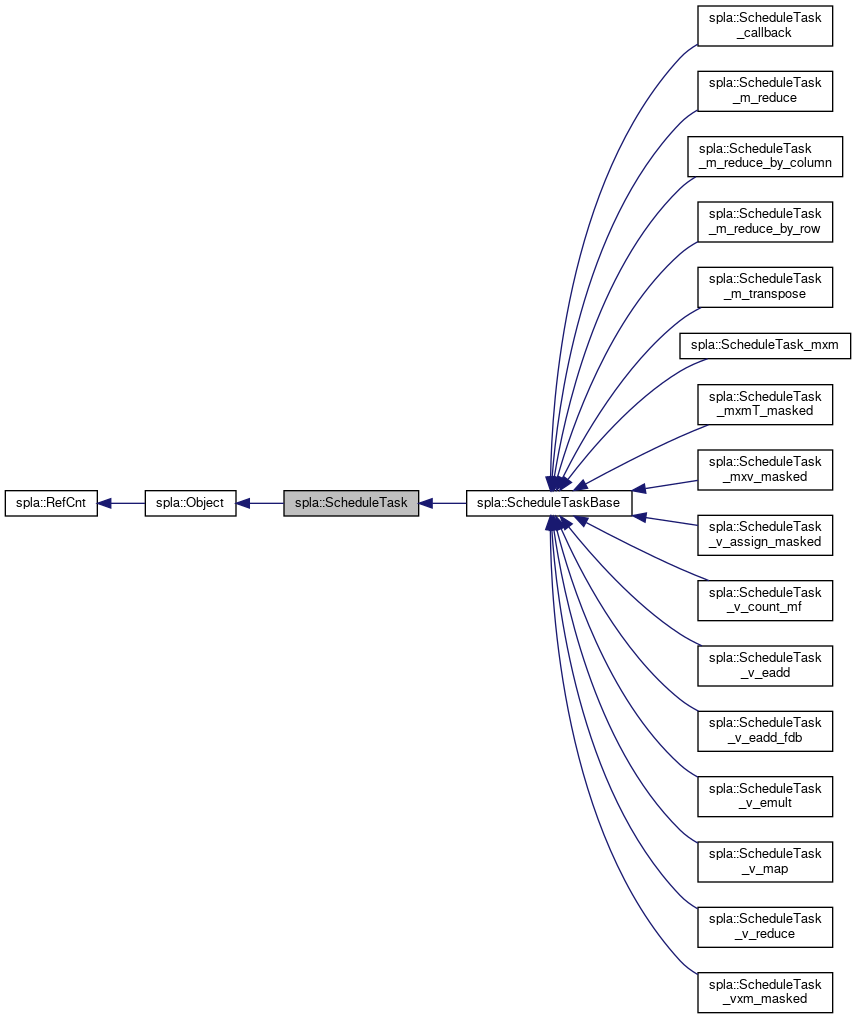 spla::ScheduleTask
_callback
spla::ScheduleTask
_m_reduce
spla::ScheduleTask
_m_reduce_by_column
spla::ScheduleTask
_m_reduce_by_row
spla::ScheduleTask
_m_transpose
spla::ScheduleTask_mxm
spla::ScheduleTask
_mxmT_masked
spla::ScheduleTask
_mxv_masked
spla::RefCnt
spla::Object
spla::ScheduleTask
spla::ScheduleTaskBase
spla::ScheduleTask
_v_assign_masked
spla::ScheduleTask
_v_count_mf
spla::ScheduleTask
_v_eadd
spla::ScheduleTask
_v_eadd_fdb
spla::ScheduleTask
_v_emult
spla::ScheduleTask
_v_map
spla::ScheduleTask
_v_reduce
spla::ScheduleTask
_vxm_masked